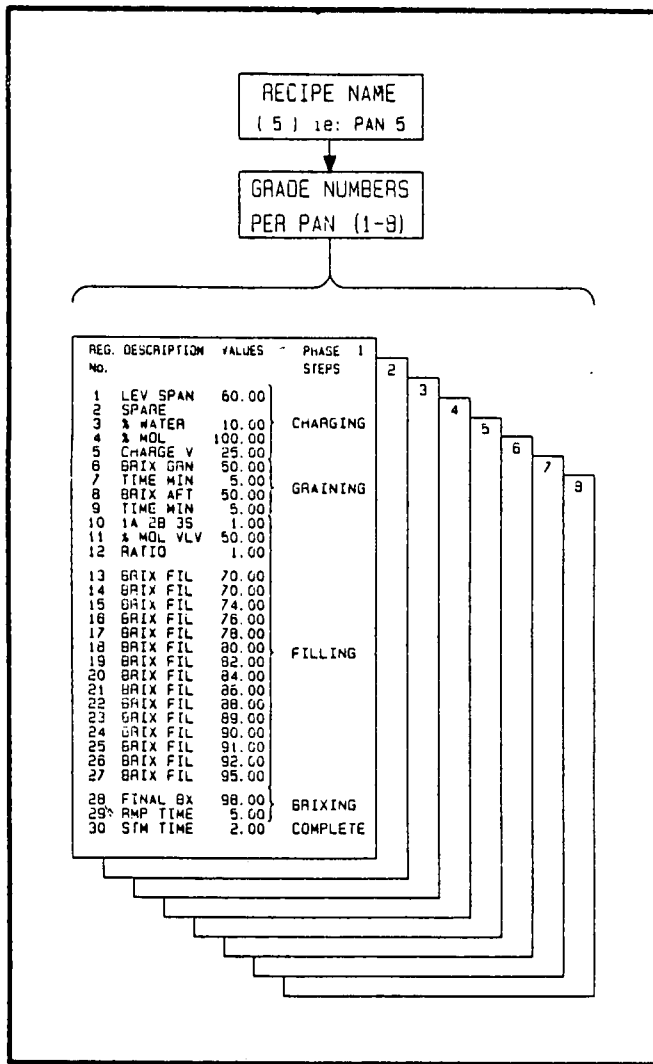 RECIPE NAME
(5) ie: PAN 5
GRADE NUMBERS
PER PAN (1-8)
REG. DESCRIPTION VALUES - PHASE 1
No. STEPS
1 LEV SPAN 60.00
2 SPARE
3 % WATER 10.00 CHARGING
4 % MOL 100.00
5 CHARGE V 25.00
6 BRIX GRN 50.00
7 TIME MIN 5.00 GRAINING
8 BRIX AFT 50.00
9 TIME MIN 5.00
10 1A 2B 3S 1.00
11 % MOL VLV 50.00
12 RATIO 1.00
13 BRIX FIL 70.00
14 BRIX FIL 70.00
15 BRIX FIL 74.00
16 BRIX FIL 76.00
17 BRIX FIL 78.00
18 BRIX FIL 80.00
19 BRIX FIL 82.00 FILLING
20 BRIX FIL 84.00
21 BRIX FIL 86.00
22 BRIX FIL 88.00
23 BRIX FIL 89.00
24 BRIX FIL 90.00
25 BRIX FIL 91.00
26 BRIX FIL 92.00
27 BRIX FIL 95.00
28 FINAL BX 98.00 BRIXING
29 RMP TIME 5.00
30 STM TIME 2.00 COMPLETE
2
3
4
5
6
7
8